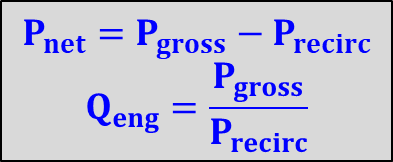 P_net = P_gross − P_recirc
Q_eng = P_gross / P_recirc